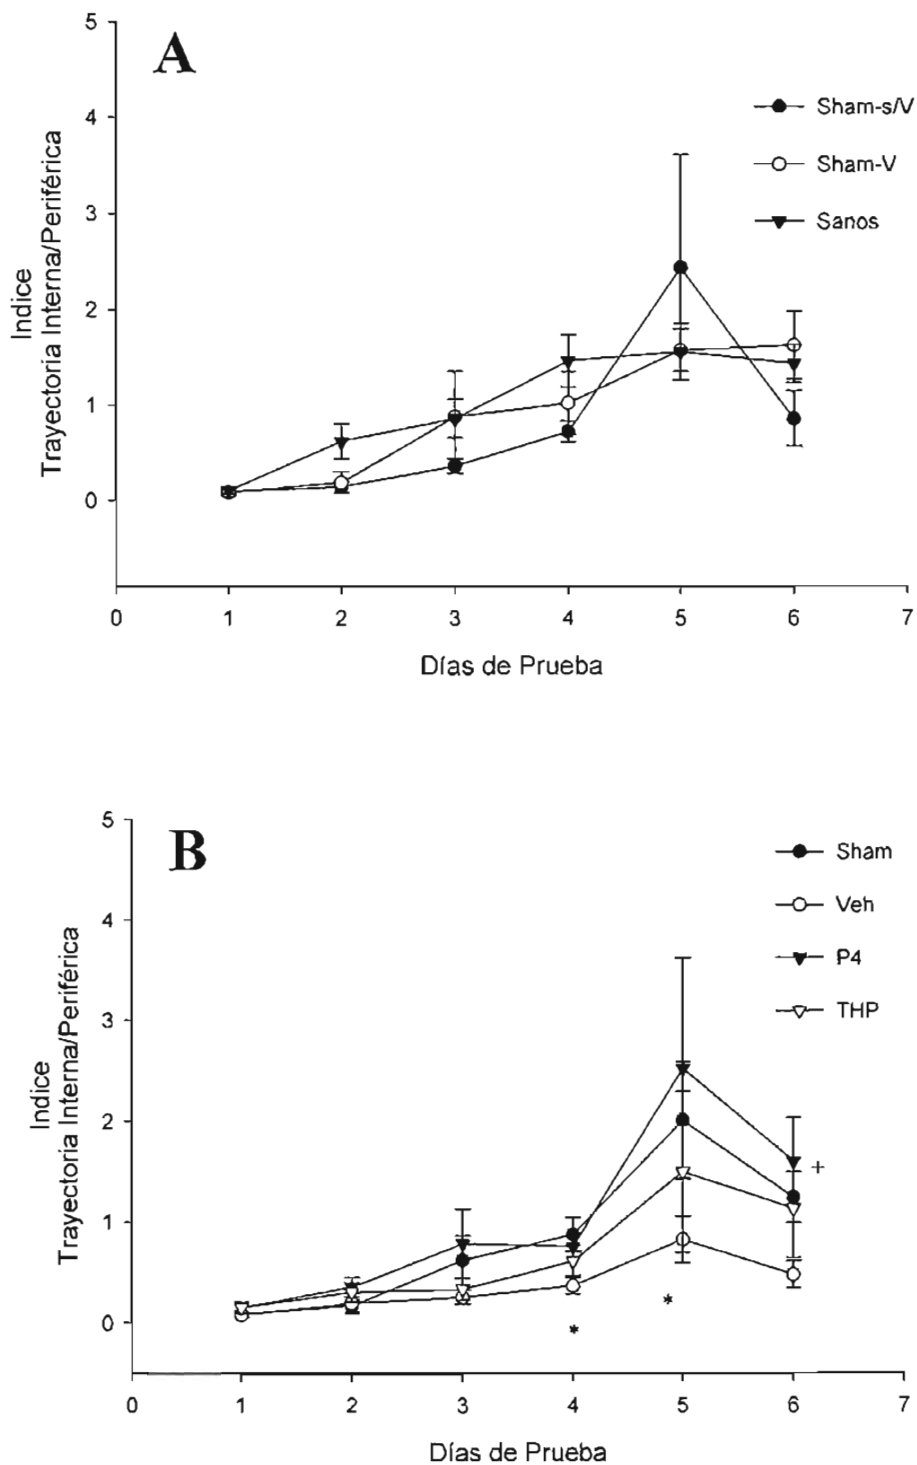 A
5
4
3
2
1
0
Indice
Trayectoria Interna/Periférica
Sham-s/V
Sham-V
Sanos
0 1 2 3 4 5 6 7
Días de Prueba
B
5
4
3
2
1
0
Indice
Trayectoria Interna/Periférica
Sham
Veh
P4
THP
+
*
*
0 1 2 3 4 5 6 7
Días de Prueba